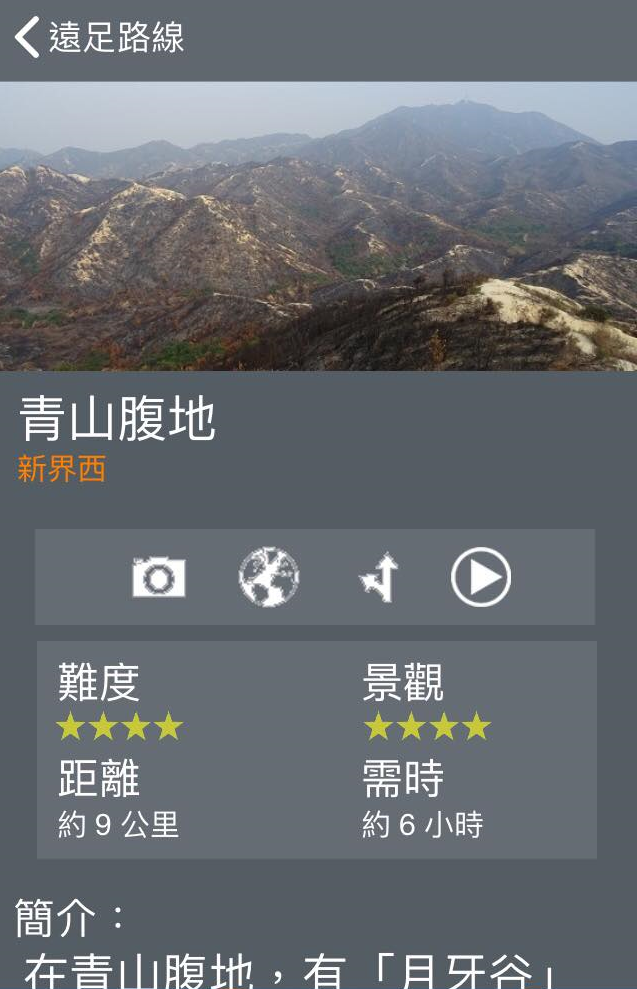 遠足路線
青山腹地
新界西
難度 景觀
★★★★ ★★★★
距離 需時
約 9 公里 約 6 小時
簡介：
在青山腹地，有「月牙谷」